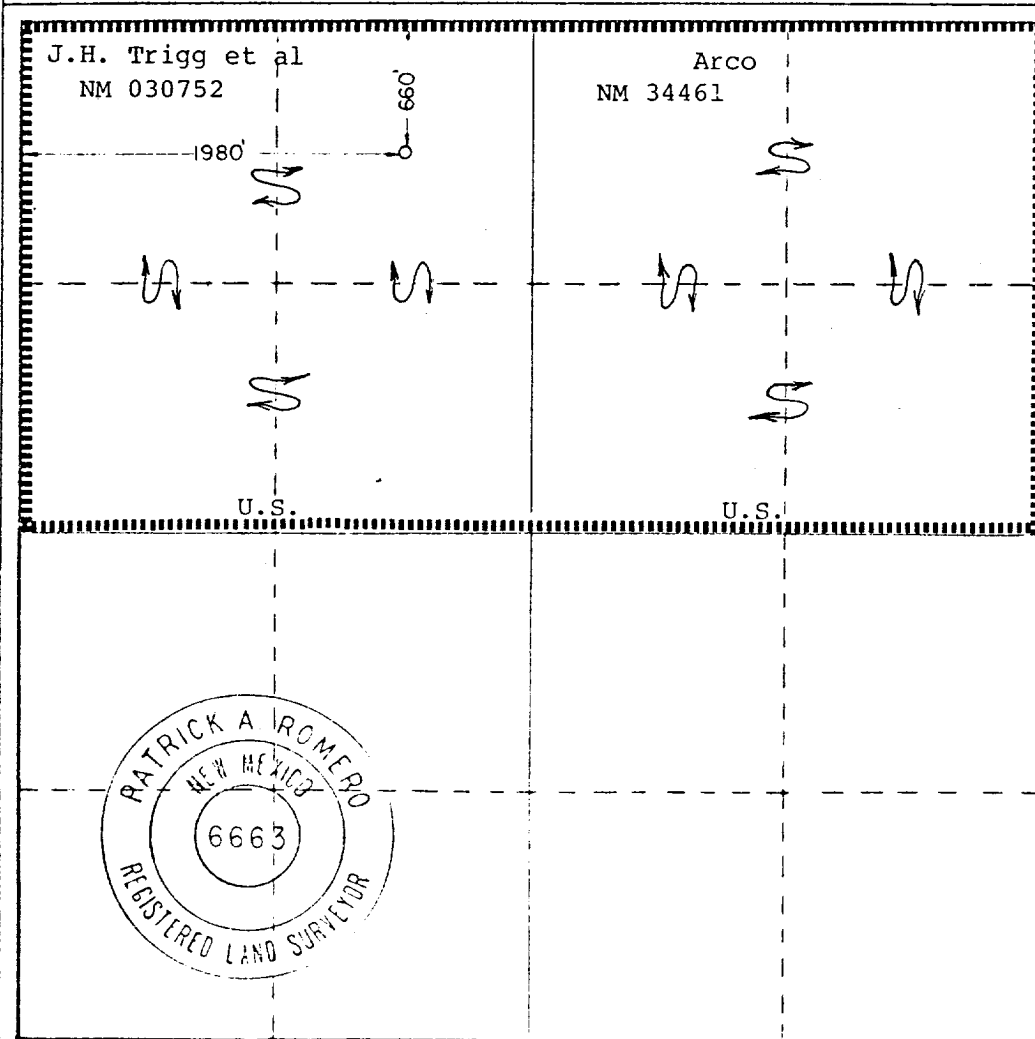 J.H. Trigg et al
NM 030752
Arco
NM 34461
660'
1980'
U.S.
U.S.
PATRICK A ROMERO
NEW MEXICO
6663
REGISTERED LAND SURVEYOR